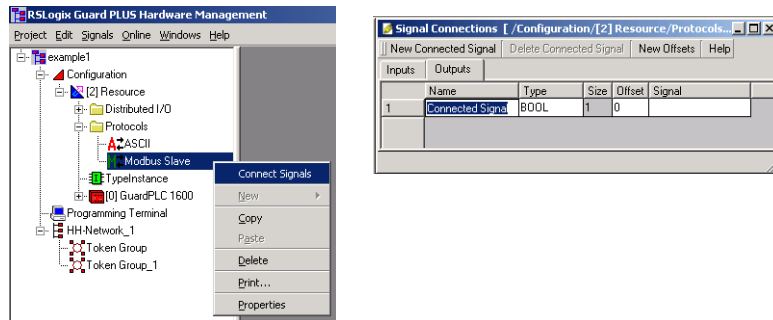 RSLogix Guard PLUS Hardware Manage
Project Edit Signals Online Windows Help
example1
Configuration
[2] Resource
Distributed I/O
Protocols
ASCII
Modbus Slave
TypeInstance
[0] GuardPLC 1600
Programming Terminal
HH-Network_1
Token Group
Token Group_1
Connect Signals
New
Copy
Paste
Delete
Print...
Properties
Signal Connections [ /Configuration/[2] Resource/Protocols...
New Connected Signal Delete Connected Signal New Offsets Help
Inputs Outputs
Name Type Size Offset Signal
1 Connected Signa BOOL 1 0